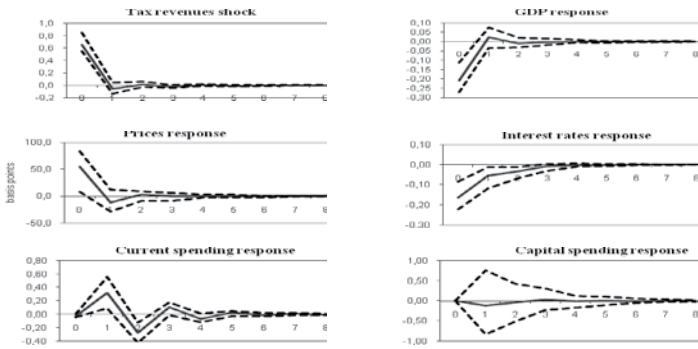 Tax revenues shock
1,0
0,8
0,6
0,4
0,2
0,0
-0,2
0 1 2 3 4 5 6 7 8
GDP response
0,10
0,05
0,00
-0,05
-0,10
-0,15
-0,20
-0,25
-0,30
0 1 2 3 4 5 6 7 8
Prices response
basis points
100,0
50,0
0,0
-50,0
0 1 2 3 4 5 6 7 8
Interest rates response
0,10
0,00
-0,10
-0,20
-0,30
0 1 2 3 4 5 6 7 8
Current spending response
0,80
0,60
0,40
0,20
0,00
-0,20
-0,40
0 1 2 3 4 5 6 7 8
Capital spending response
1,00
0,50
0,00
-0,50
-1,00
0 1 2 3 4 5 6 7 8